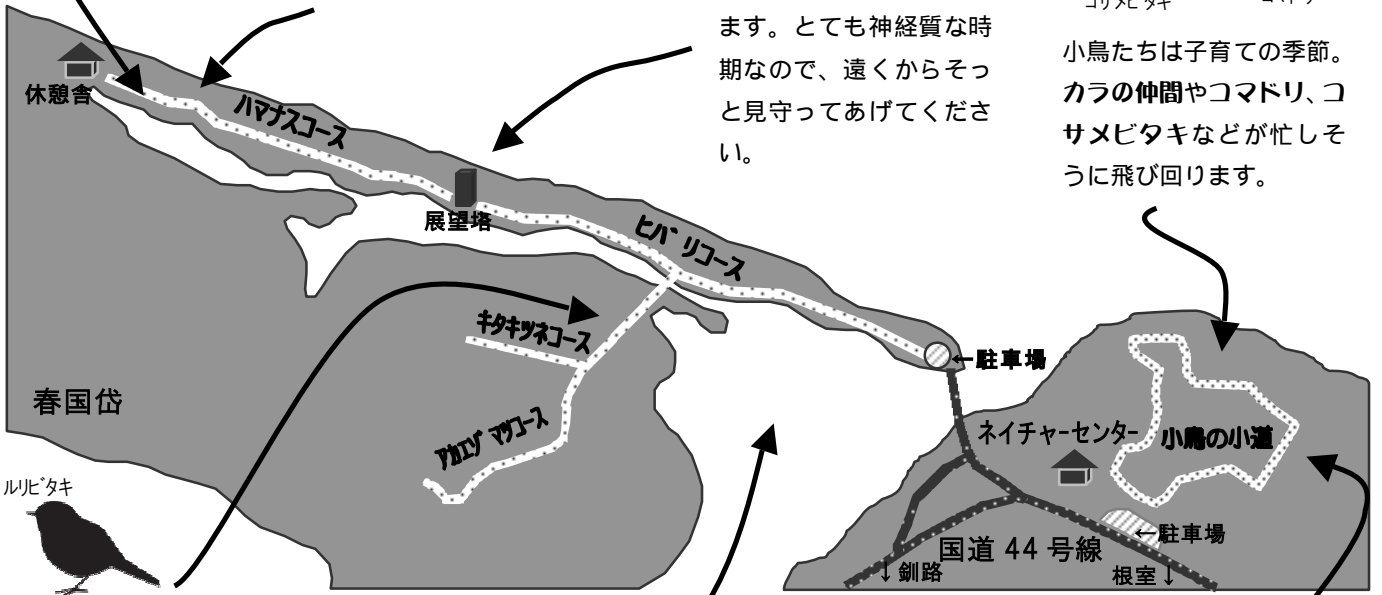 コサメビタキ
ます。とても神経質な時
期なので、遠くからそっ
と見守ってあげてくださ
い。
小鳥たちは子育ての季節。
カラの仲間やコマドリ、コ
サメビタキなどが忙しそ
うに飛び回ります。
休憩舎
ハマナスコース
展望塔
ヒバリコース
キタキツネコース
←駐車場
春国岱
アカエゾマツコース
ネイチャーセンター
小鳥の小道
ルリビタキ
←駐車場
国道 44 号線
↓釧路
根室↓